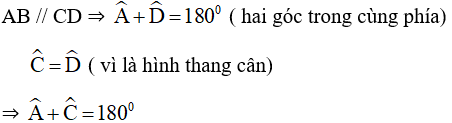 AB // CD ⇒ Â + D̂ = 180⁰ ( hai góc trong cùng phía)
Ĉ = D̂ ( vì là hình thang cân)
⇒ Â + Ĉ = 180⁰